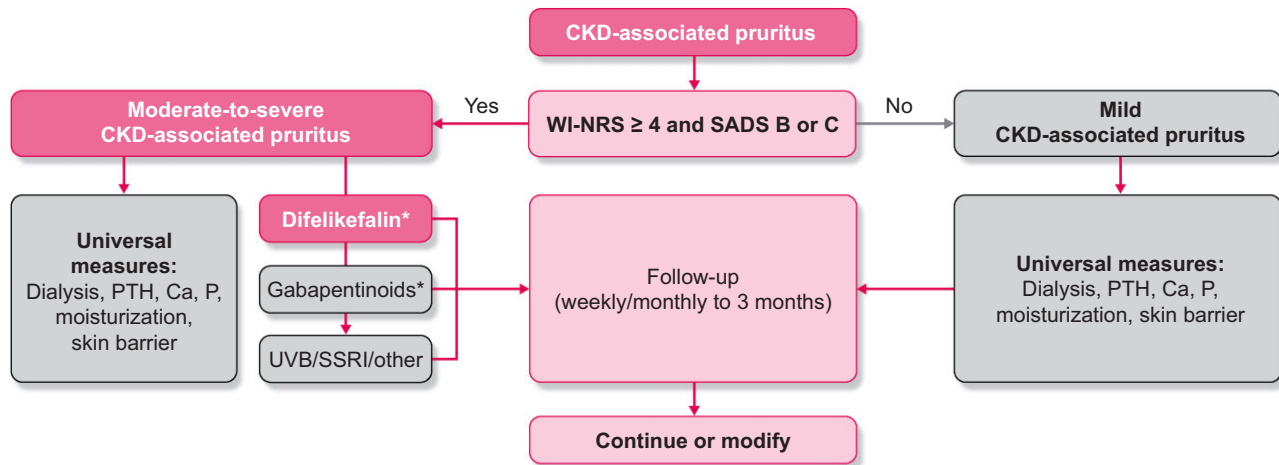 CKD-associated pruritus
Moderate-to-severe
CKD-associated pruritus
Yes
WI-NRS ≥ 4 and SADS B or C
No
Mild
CKD-associated pruritus
Universal
measures:
Dialysis, PTH, Ca, P,
moisturization,
skin barrier
Difelikefalin*
Gabapentinoids*
UVB/SSRI/other
Follow-up
(weekly/monthly to 3 months)
Universal measures:
Dialysis, PTH, Ca, P,
moisturization, skin barrier
Continue or modify